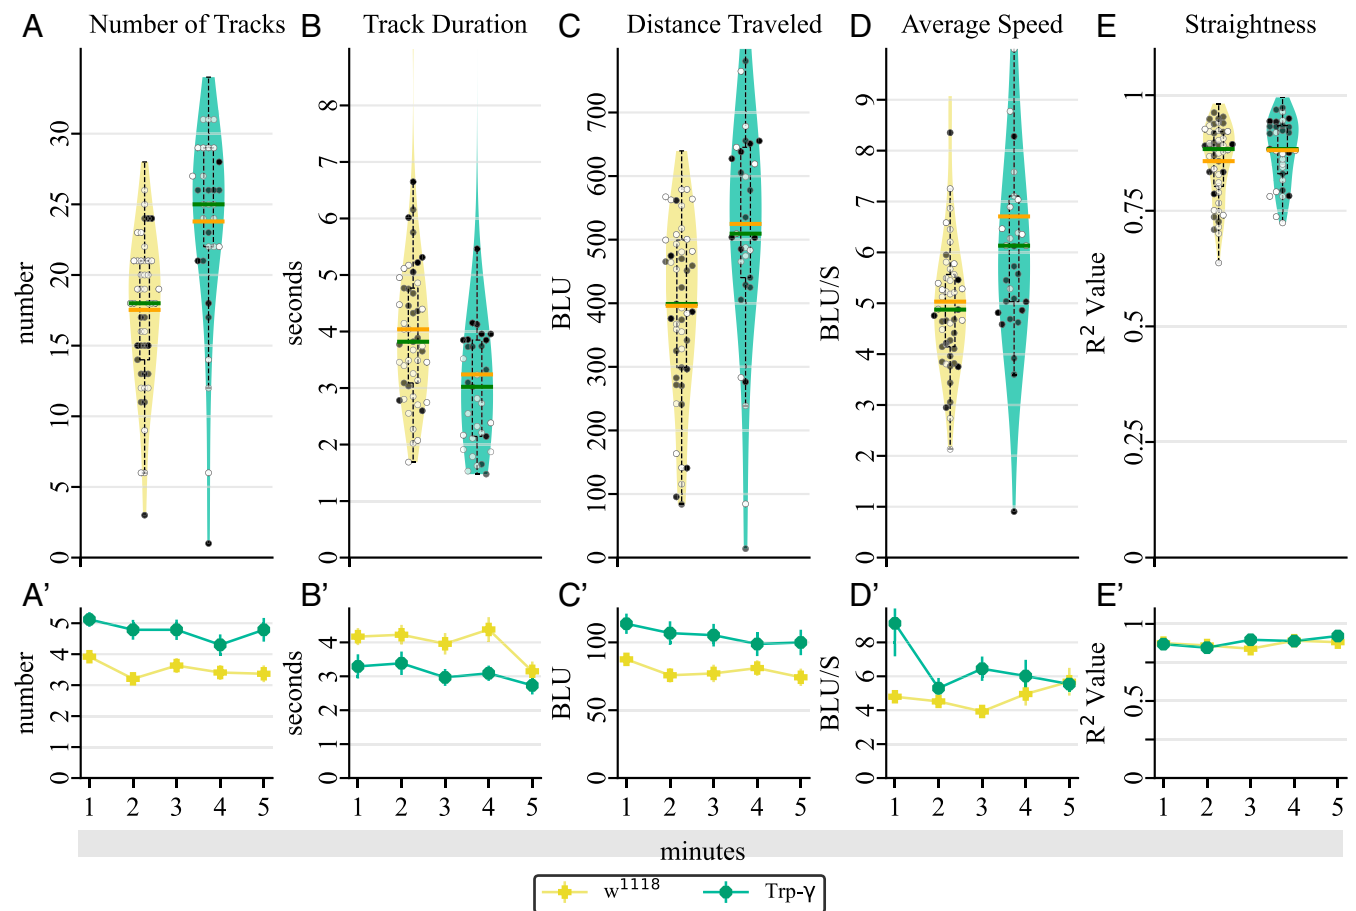 A Number of Tracks B Track Duration C Distance Traveled D Average Speed E Straightness
number
0 5 10 15 20 25 30
seconds
0 1 2 3 4 5 6 7 8
BLU
0 100 200 300 400 500 600 700
BLU/S
0 1 2 3 4 5 6 7 8 9
R² Value
0 0.25 0.5 0.75 1
A' B' C' D' E'
number
0 1 2 3 4 5
seconds
0 1 2 3 4
BLU
0 50 100
BLU/S
0 2 4 6 8
R² Value
0 0.5 1
1 2 3 4 5 1 2 3 4 5 1 2 3 4 5 1 2 3 4 5 1 2 3 4 5
minutes
w¹¹¹⁸ Trp-γ